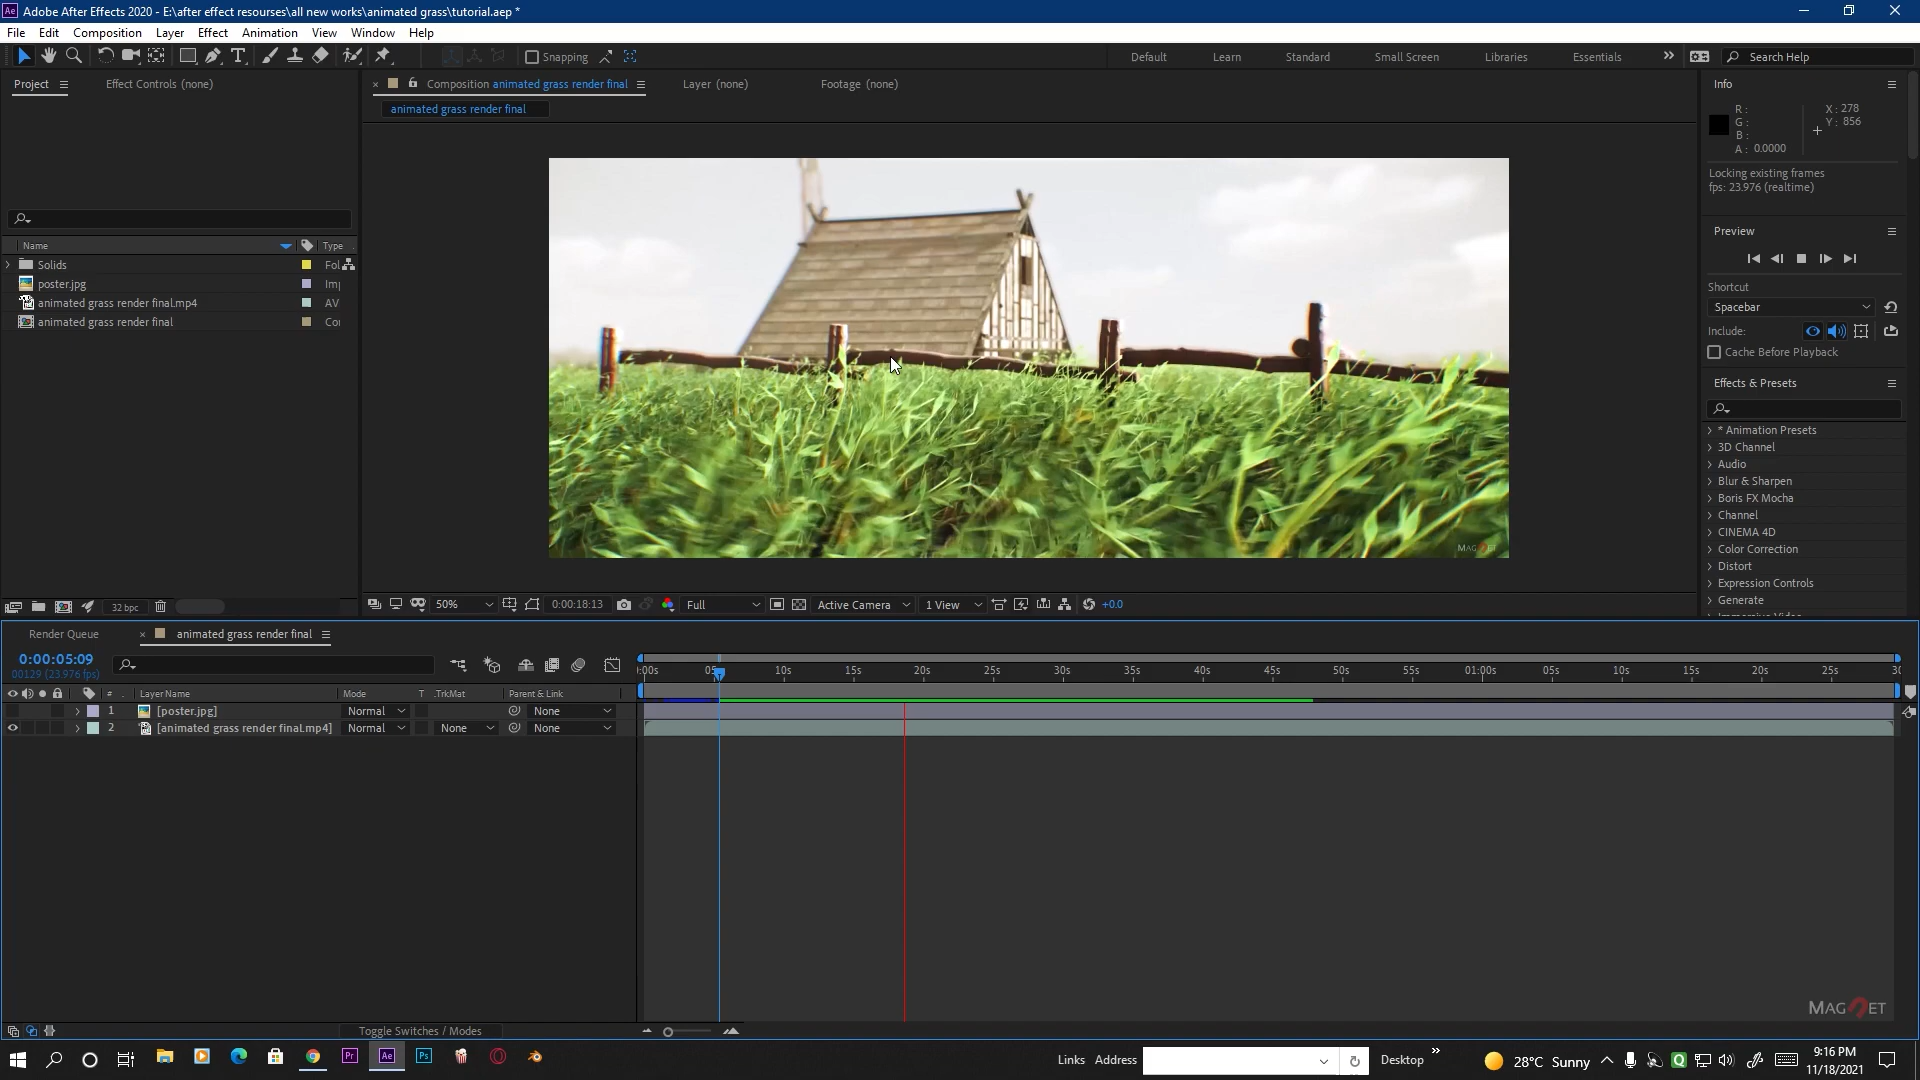 Adobe After Effects 2020 - E:\after effect resourses\all new works\animated grass\tutorial.aep *
File Edit Composition Layer Effect Animation View Window Help
Snapping
Default Learn Standard Small Screen Libraries Essentials Search Help
Project Effect Controls (none)
Composition animated grass render final Layer (none) Footage (none)
animated grass render final
Info
R :
G :
B :
A : 0.0000
X : 278
Y : 856
Locking existing frames
fps: 23.976 (realtime)
Preview
Shortcut
Spacebar
Include:
Cache Before Playback
Effects & Presets
* Animation Presets
3D Channel
Audio
Blur & Sharpen
Boris FX Mocha
Channel
CINEMA 4D
Color Correction
Distort
Expression Controls
Generate
Name Type
Solids Fol
poster.jpg Imp
animated grass render final.mp4 AV
animated grass render final Co
MAGNET
32 bpc
50% 0:00:18:13 Full Active Camera 1 View +0.0
Render Queue animated grass render final
0:00:05:09
00129 (23.976 fps)
:00s 05s 10s 15s 20s 25s 30s 35s 40s 45s 50s 55s 01:00s 05s 10s 15s 20s 25s 30
# Layer Name Mode T .TrkMat Parent & Link
1 [poster.jpg] Normal None
2 [animated grass render final.mp4] Normal None None
MAGNET
Toggle Switches / Modes
Pr Ae Ps
Links Address Desktop
28°C Sunny
9:16 PM
11/18/2021